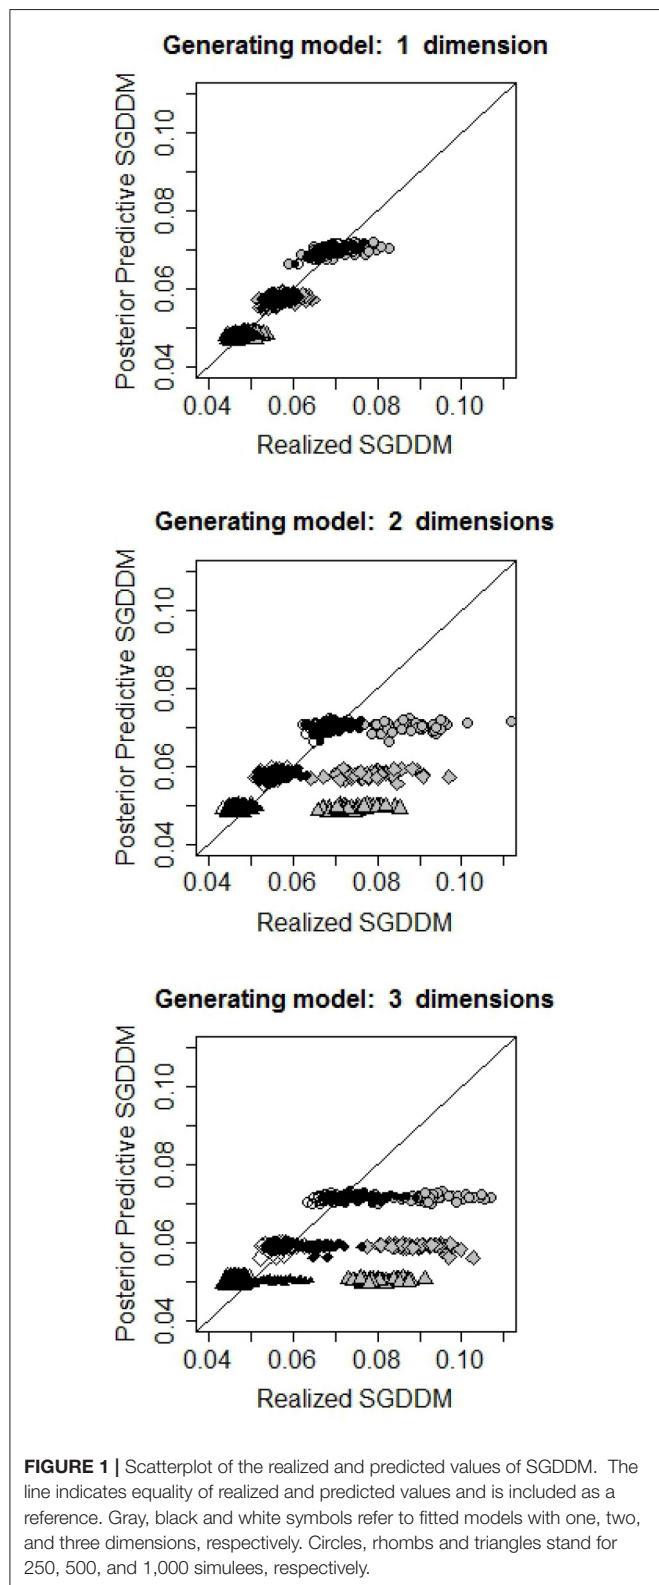 Generating model: 1 dimension
Posterior Predictive SGDDM
0.04 0.06 0.08 0.10
0.04 0.06 0.08 0.10
Realized SGDDM
Generating model: 2 dimensions
Posterior Predictive SGDDM
0.04 0.06 0.08 0.10
0.04 0.06 0.08 0.10
Realized SGDDM
Generating model: 3 dimensions
Posterior Predictive SGDDM
0.04 0.06 0.08 0.10
0.04 0.06 0.08 0.10
Realized SGDDM
FIGURE 1 | Scatterplot of the realized and predicted values of SGDDM. The
line indicates equality of realized and predicted values and is included as a
reference. Gray, black and white symbols refer to fitted models with one, two,
and three dimensions, respectively. Circles, rhombs and triangles stand for
250, 500, and 1,000 simulees, respectively.